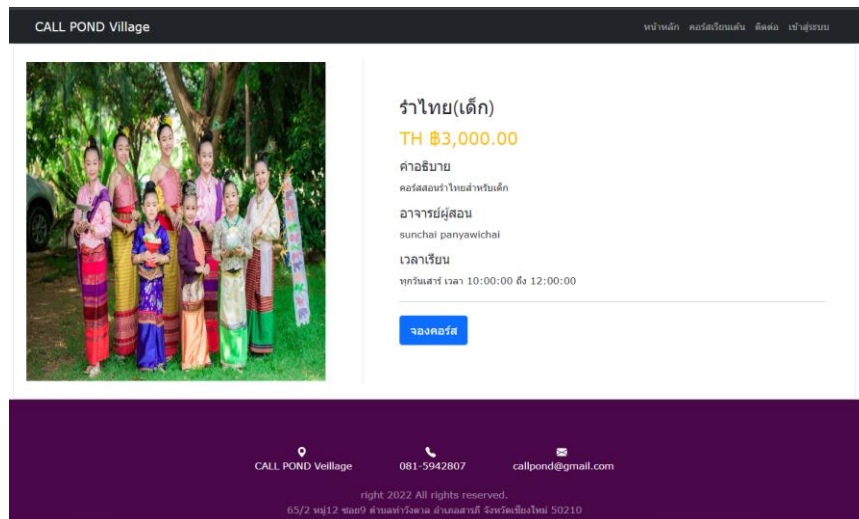 CALL POND Village
หน้าหลัก คอร์สเรียนเต้น ติดต่อ เข้าสู่ระบบ
รำไทย(เด็ก)
TH ฿3,000.00
คำอธิบาย
คอร์สสอนรำไทยสำหรับเด็ก
อาจารย์ผู้สอน
sunchai panyawichai
เวลาเรียน
ทุกวันเสาร์ เวลา 10:00:00 ถึง 12:00:00
จองคอร์ส
CALL POND Veillage
081-5942807
callpond@gmail.com
right 2022 All rights reserved.
65/2 หมู่12 ซอย9 ตำบลท่าวังตาล อำเภอสารภี จังหวัดเชียงใหม่ 50210